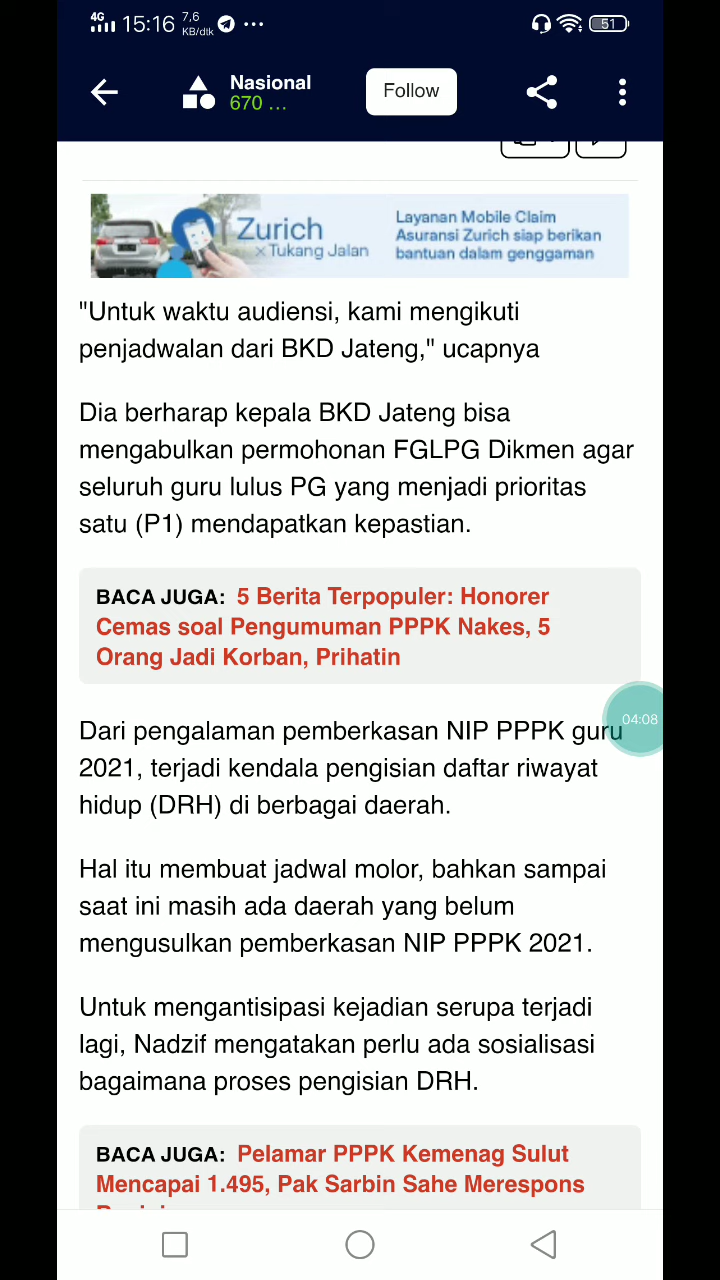 4G 15:16 7,6 KB/dtk ... 51
Nasional
670 ...
Follow
Zurich
x Tukang Jalan
Layanan Mobile Claim
Asuransi Zurich siap berikan
bantuan dalam genggaman
"Untuk waktu audiensi, kami mengikuti
penjadwalan dari BKD Jateng," ucapnya
Dia berharap kepala BKD Jateng bisa
mengabulkan permohonan FGLPG Dikmen agar
seluruh guru lulus PG yang menjadi prioritas
satu (P1) mendapatkan kepastian.
BACA JUGA: 5 Berita Terpopuler: Honorer
Cemas soal Pengumuman PPPK Nakes, 5
Orang Jadi Korban, Prihatin
04:08
Dari pengalaman pemberkasan NIP PPPK guru
2021, terjadi kendala pengisian daftar riwayat
hidup (DRH) di berbagai daerah.
Hal itu membuat jadwal molor, bahkan sampai
saat ini masih ada daerah yang belum
mengusulkan pemberkasan NIP PPPK 2021.
Untuk mengantisipasi kejadian serupa terjadi
lagi, Nadzif mengatakan perlu ada sosialisasi
bagaimana proses pengisian DRH.
BACA JUGA: Pelamar PPPK Kemenag Sulut
Mencapai 1.495, Pak Sarbin Sahe Merespons